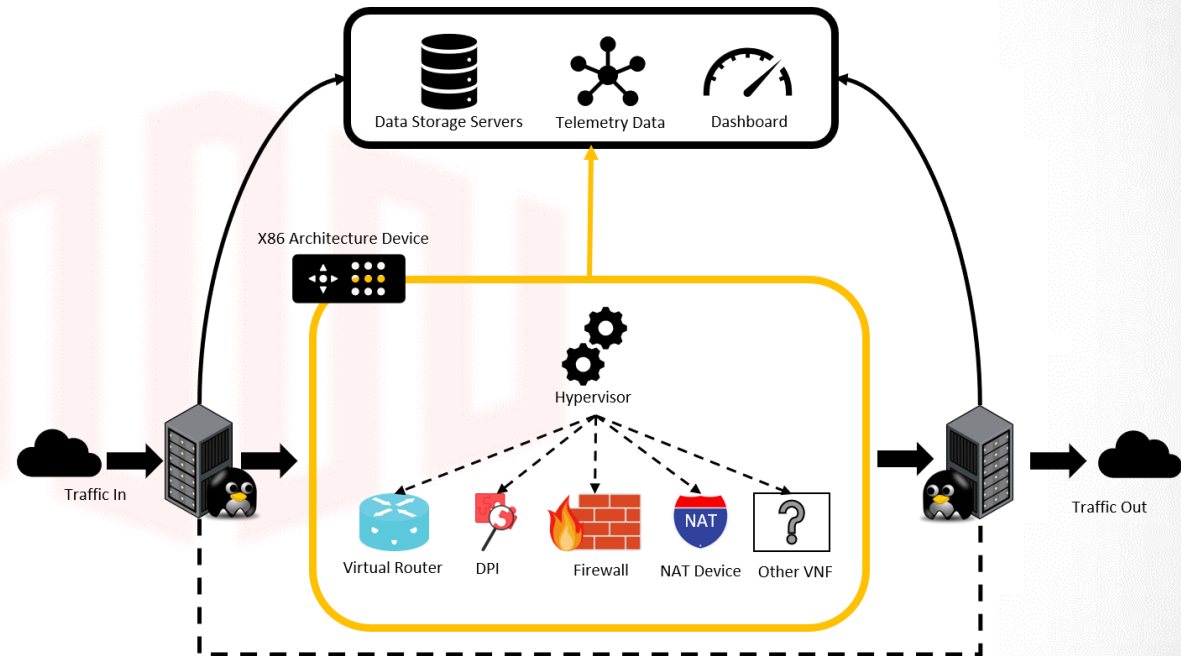 Data Storage Servers
Telemetry Data
Dashboard
X86 Architecture Device
Hypervisor
Traffic In
Traffic Out
NAT
Virtual Router
DPI
Firewall
NAT Device
Other VNF